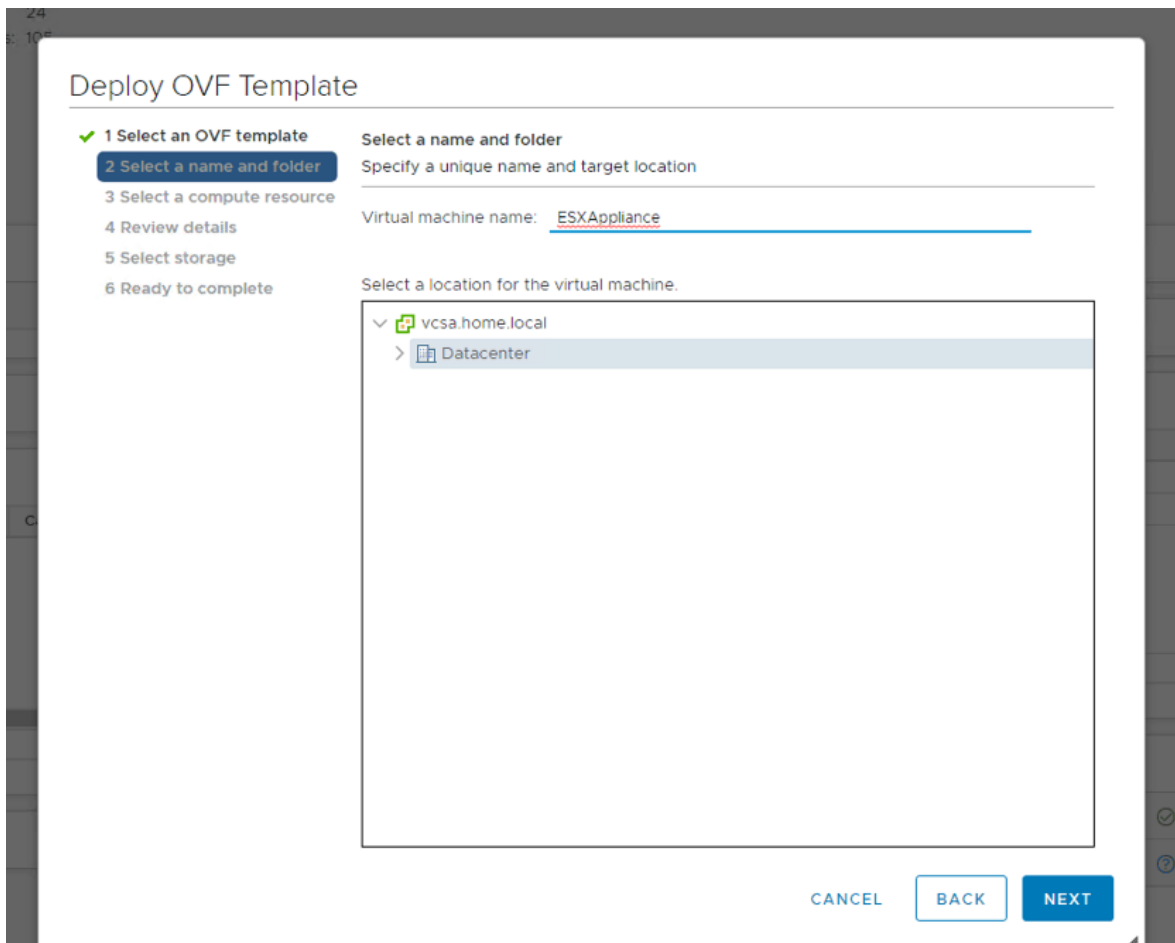 24
s: 105
Deploy OVF Template
1 Select an OVF template
2 Select a name and folder
3 Select a compute resource
4 Review details
5 Select storage
6 Ready to complete
Select a name and folder
Specify a unique name and target location
Virtual machine name: ESXAppliance
Select a location for the virtual machine.
vcsa.home.local
Datacenter
CANCEL
BACK
NEXT